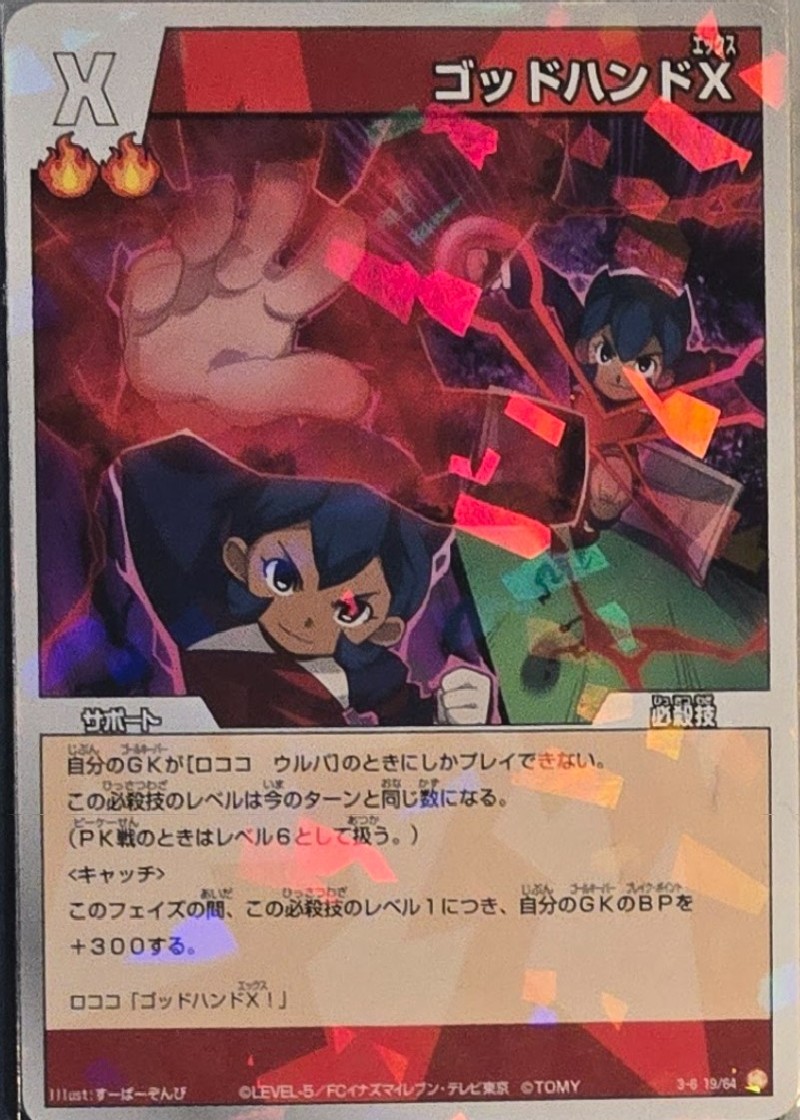 X
ゴッドハンドX
エックス
サポート
必殺技
自分のGKが[ロココ ウルパ]のときにしかプレイできない。
この必殺技のレベルは今のターンと同じ数になる。
(PK戦のときはレベル6として扱う。)
<キャッチ>
このフェイズの間、この必殺技のレベル1につき、自分のGKのBPを
+300する。
ロココ「ゴッドハンドX!」
Illust:すーぱーぞんび ©LEVEL-5/FCイナズマイレブン・テレビ東京 ©TOMY 3-6 19/64